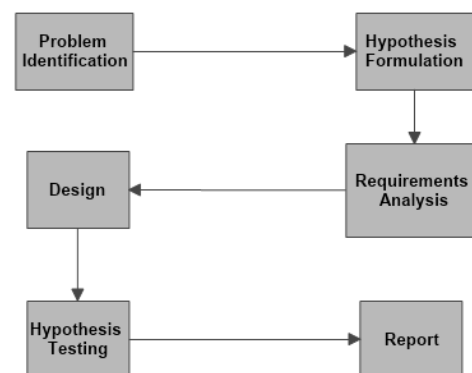 Problem
Identification
Hypothesis
Formulation
Requirements
Analysis
Design
Hypothesis
Testing
Report